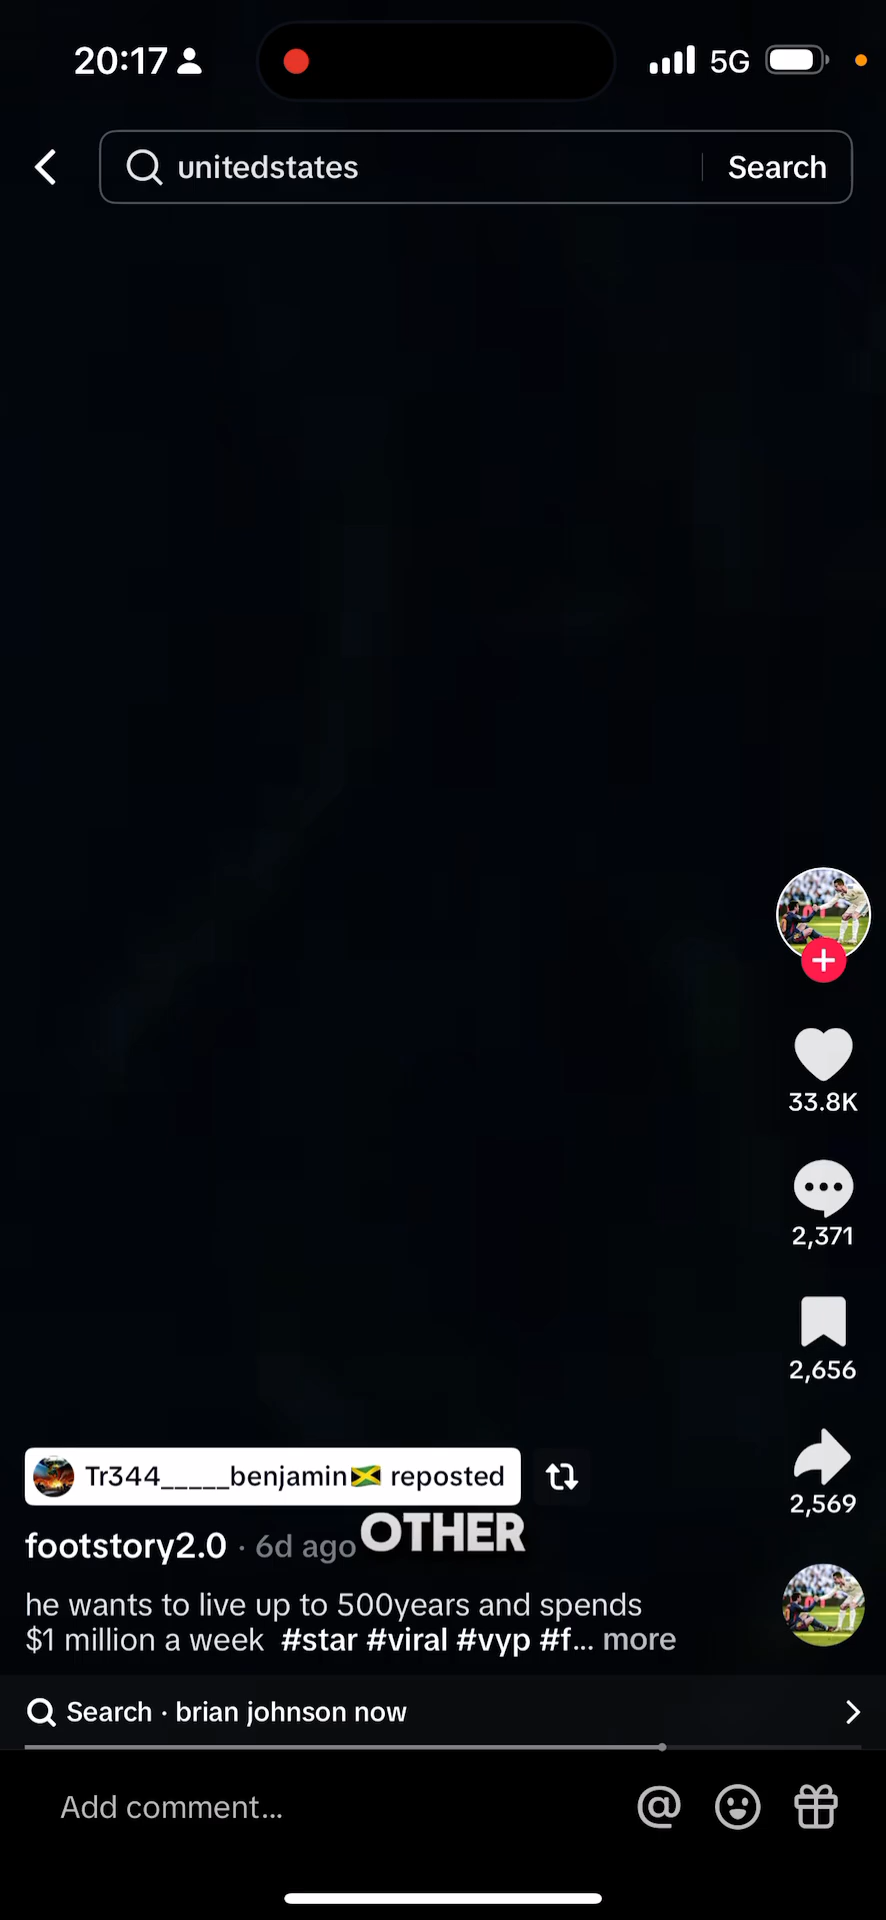 20:17
5G
unitedstates
Search
33.8K
2,371
2,656
2,569
Tr344_____benjamin🇯🇲 reposted
OTHER
footstory2.0 · 6d ago
he wants to live up to 500years and spends
$1 million a week #star #viral #vyp #f... more
Search · brian johnson now
Add comment...